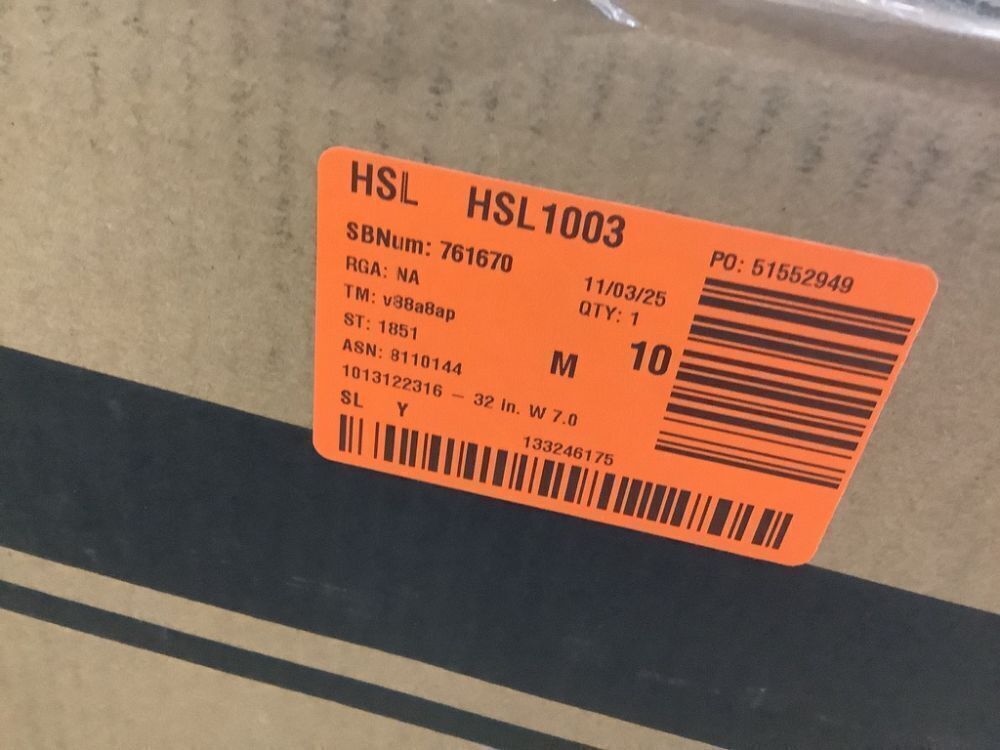 HSL HSL1003
SBNum: 761670
PO: 51552949
RGA: NA
11/03/25
TM: v38a8ap
QTY: 1
ST: 1851
ASN: 8110144
M 10
1013122316 – 32 In. W 7.0
SL Y
133246175